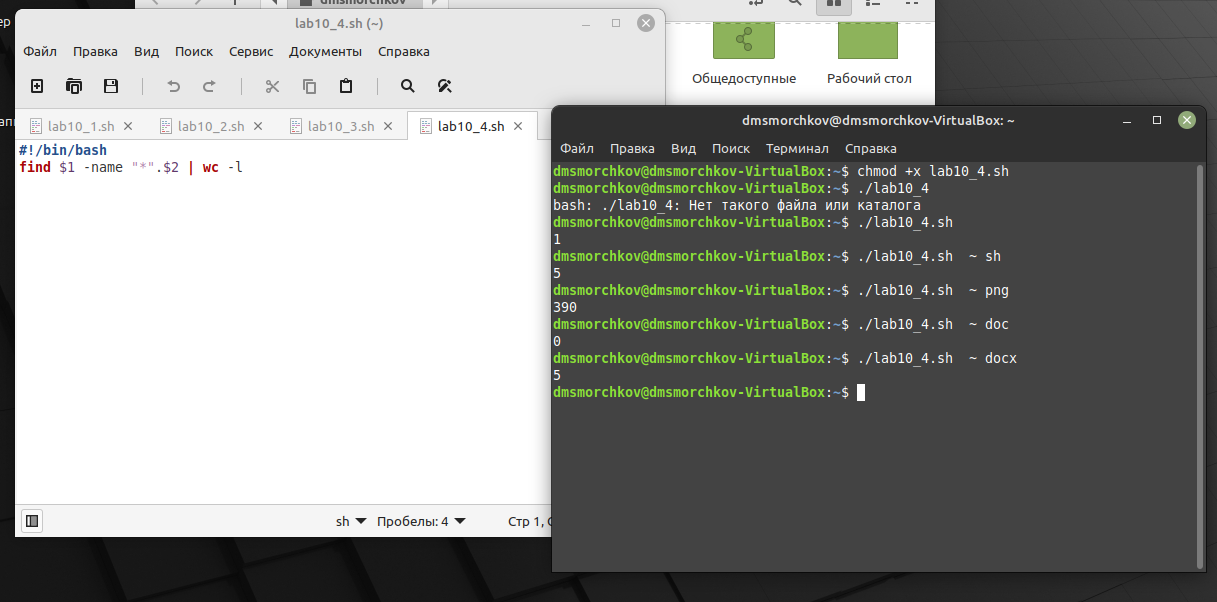 dmsmorchkov
ер
lab10_4.sh (~)
Файл Правка Вид Поиск Сервис Документы Справка
Общедоступные
Рабочий стол
lab10_1.sh
lab10_2.sh
lab10_3.sh
lab10_4.sh
#!/bin/bash
find $1 -name "*".$2 | wc -l
sh
Пробелы: 4
Стр 1,
dmsmorchkov@dmsmorchkov-VirtualBox: ~
Файл Правка Вид Поиск Терминал Справка
dmsmorchkov@dmsmorchkov-VirtualBox:~$ chmod +x lab10_4.sh
dmsmorchkov@dmsmorchkov-VirtualBox:~$ ./lab10_4
bash: ./lab10_4: Нет такого файла или каталога
dmsmorchkov@dmsmorchkov-VirtualBox:~$ ./lab10_4.sh
1
dmsmorchkov@dmsmorchkov-VirtualBox:~$ ./lab10_4.sh  ~ sh
5
dmsmorchkov@dmsmorchkov-VirtualBox:~$ ./lab10_4.sh  ~ png
390
dmsmorchkov@dmsmorchkov-VirtualBox:~$ ./lab10_4.sh  ~ doc
0
dmsmorchkov@dmsmorchkov-VirtualBox:~$ ./lab10_4.sh  ~ docx
5
dmsmorchkov@dmsmorchkov-VirtualBox:~$